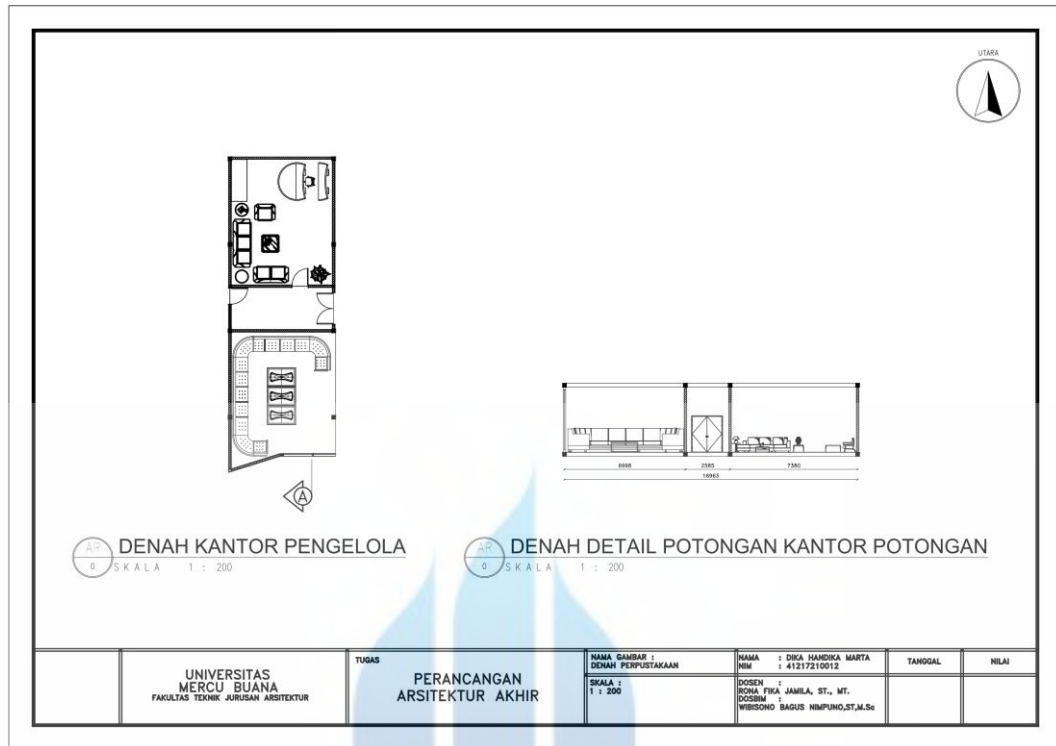 UTARA
A
6998 2585 7380
16963
AR
0
DENAH KANTOR PENGELOLA
SKALA 1 : 200
AR
0
DENAH DETAIL POTONGAN KANTOR POTONGAN
SKALA 1 : 200
UNIVERSITAS
MERCU BUANA
FAKULTAS TEKNIK JURUSAN ARSITEKTUR
TUGAS
PERANCANGAN
ARSITEKTUR AKHIR
NAMA GAMBAR :
DENAH PERPUSTAKAAN
SKALA :
1 : 200
NAMA : DIKA HANDIKA MARTA
NIM : 41217210012
DOSEN :
RONA FIKA JAMILA, ST., MT.
DOSBIM :
WIBISONO BAGUS NIMPUNO,ST,M.Sc
TANGGAL
NILAI